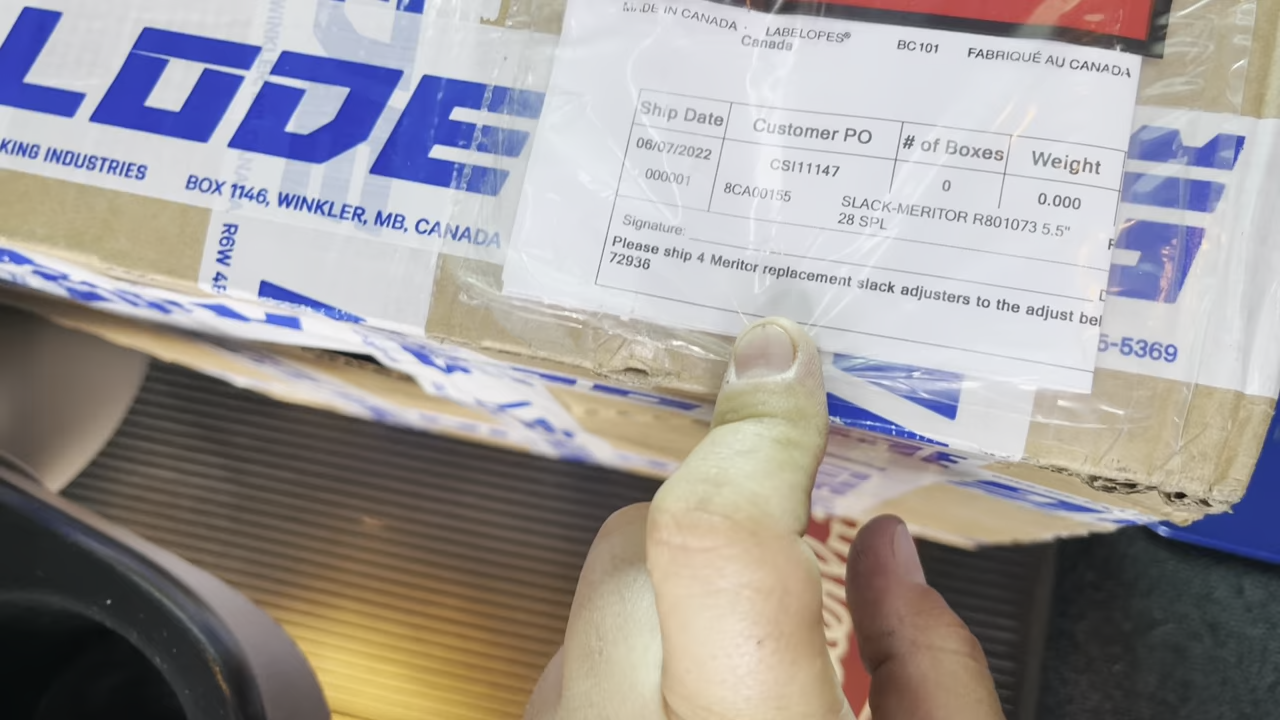 LODE
KING INDUSTRIES
BOX 1146, WINKLER, MB, CANADA
R6W
MADE IN CANADA . LABELOPES® BC101 FABRIQUÉ AU CANADA
Canada
Ship Date Customer PO # of Boxes Weight
06/07/2022 CSI11147 0 0.000
000001 8CA00155 SLACK-MERITOR R801073 5.5"
28 SPL
Signature:
Please ship 4 Meritor replacement slack adjusters to the adjust bel
72936
5-5369